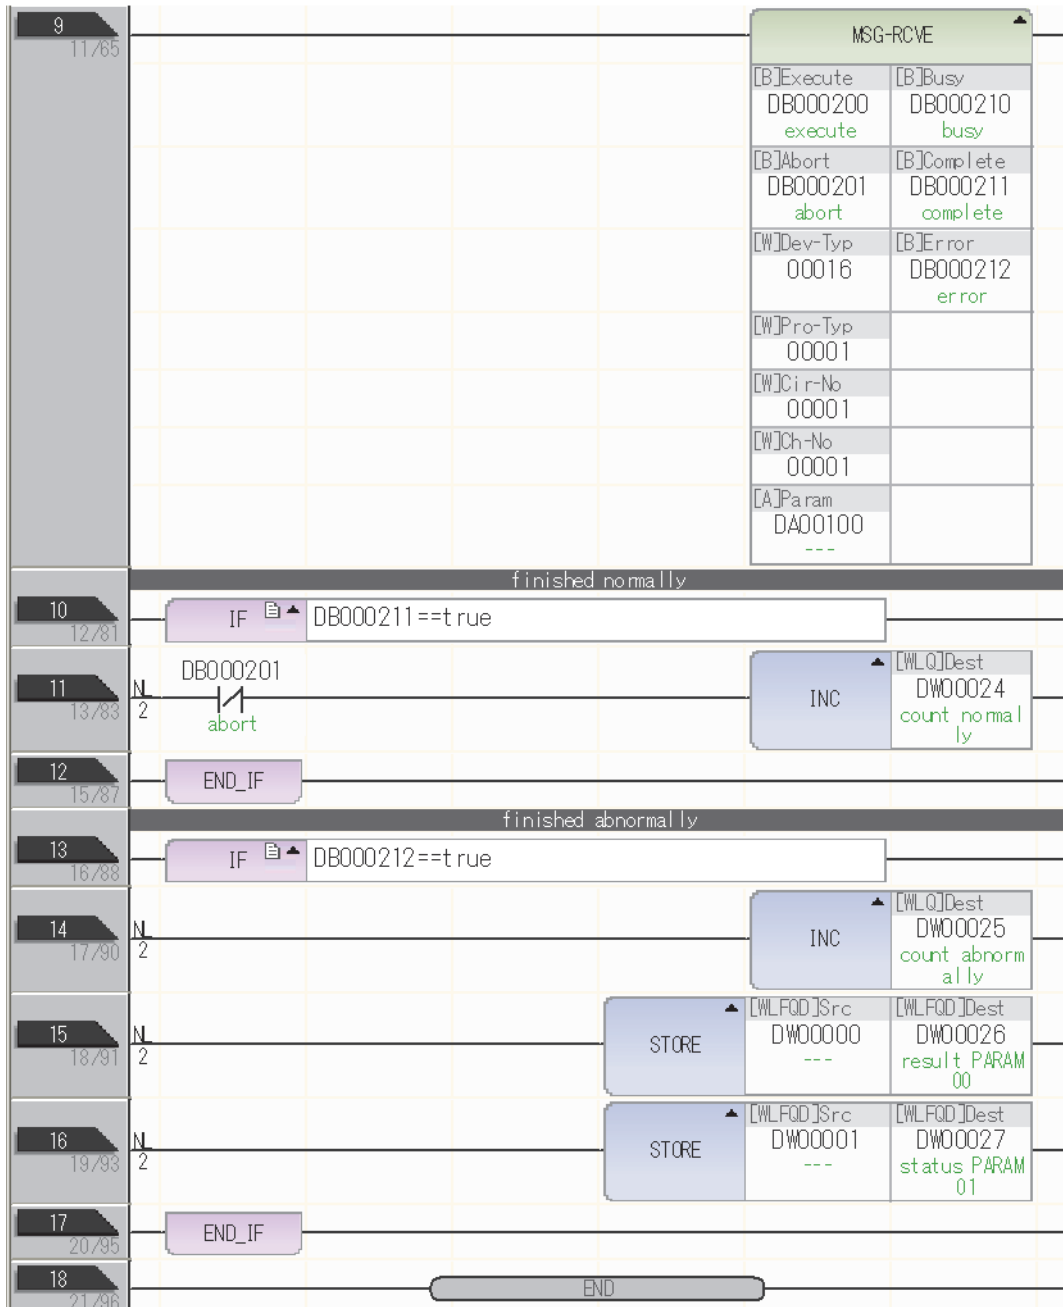 9
11/65
MSG-RCVE
[B]Execute [B]Busy
DB000200 DB000210
execute busy
[B]Abort [B]Complete
DB000201 DB000211
abort complete
[W]Dev-Typ [B]Error
00016 DB000212
error
[W]Pro-Typ
00001
[W]Cir-No
00001
[W]Ch-No
00001
[A]Param
DA00100
---
finished normally
10
12/81
IF DB000211==true
11
13/83
NL
2
DB000201
abort
INC
[WLQ]Dest
DW00024
count normal
ly
12
15/87
END_IF
finished abnormally
13
16/88
IF DB000212==true
14
17/90
NL
2
INC
[WLQ]Dest
DW00025
count abnorm
ally
15
18/91
NL
2
STORE
[WLFQD]Src [WLFQD]Dest
DW00000 DW00026
--- result PARAM
00
16
19/93
NL
2
STORE
[WLFQD]Src [WLFQD]Dest
DW00001 DW00027
--- status PARAM
01
17
20/95
END_IF
18
21/96
END